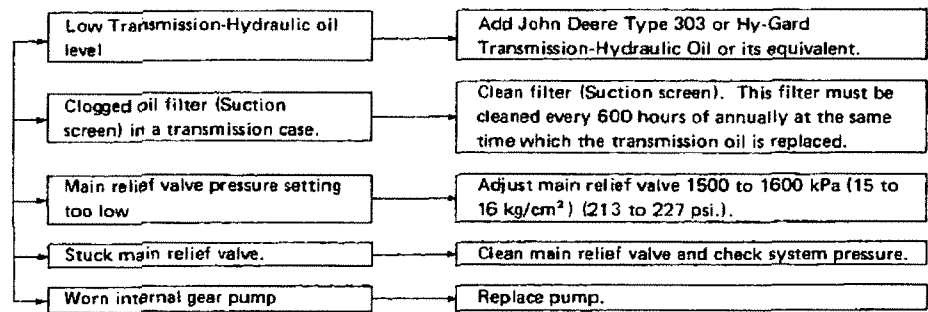 Low Transmission-Hydraulic oil
level
Add John Deere Type 303 or Hy-Gard
Transmission-Hydraulic Oil or its equivalent.
Clogged oil filter (Suction
screen) in a transmission case.
Clean filter (Suction screen). This filter must be
cleaned every 600 hours of annually at the same
time which the transmission oil is replaced.
Main relief valve pressure setting
too low
Adjust main relief valve 1500 to 1600 kPa (15 to
16 kg/cm²) (213 to 227 psi.).
Stuck main relief valve.
Clean main relief valve and check system pressure.
Worn internal gear pump
Replace pump.